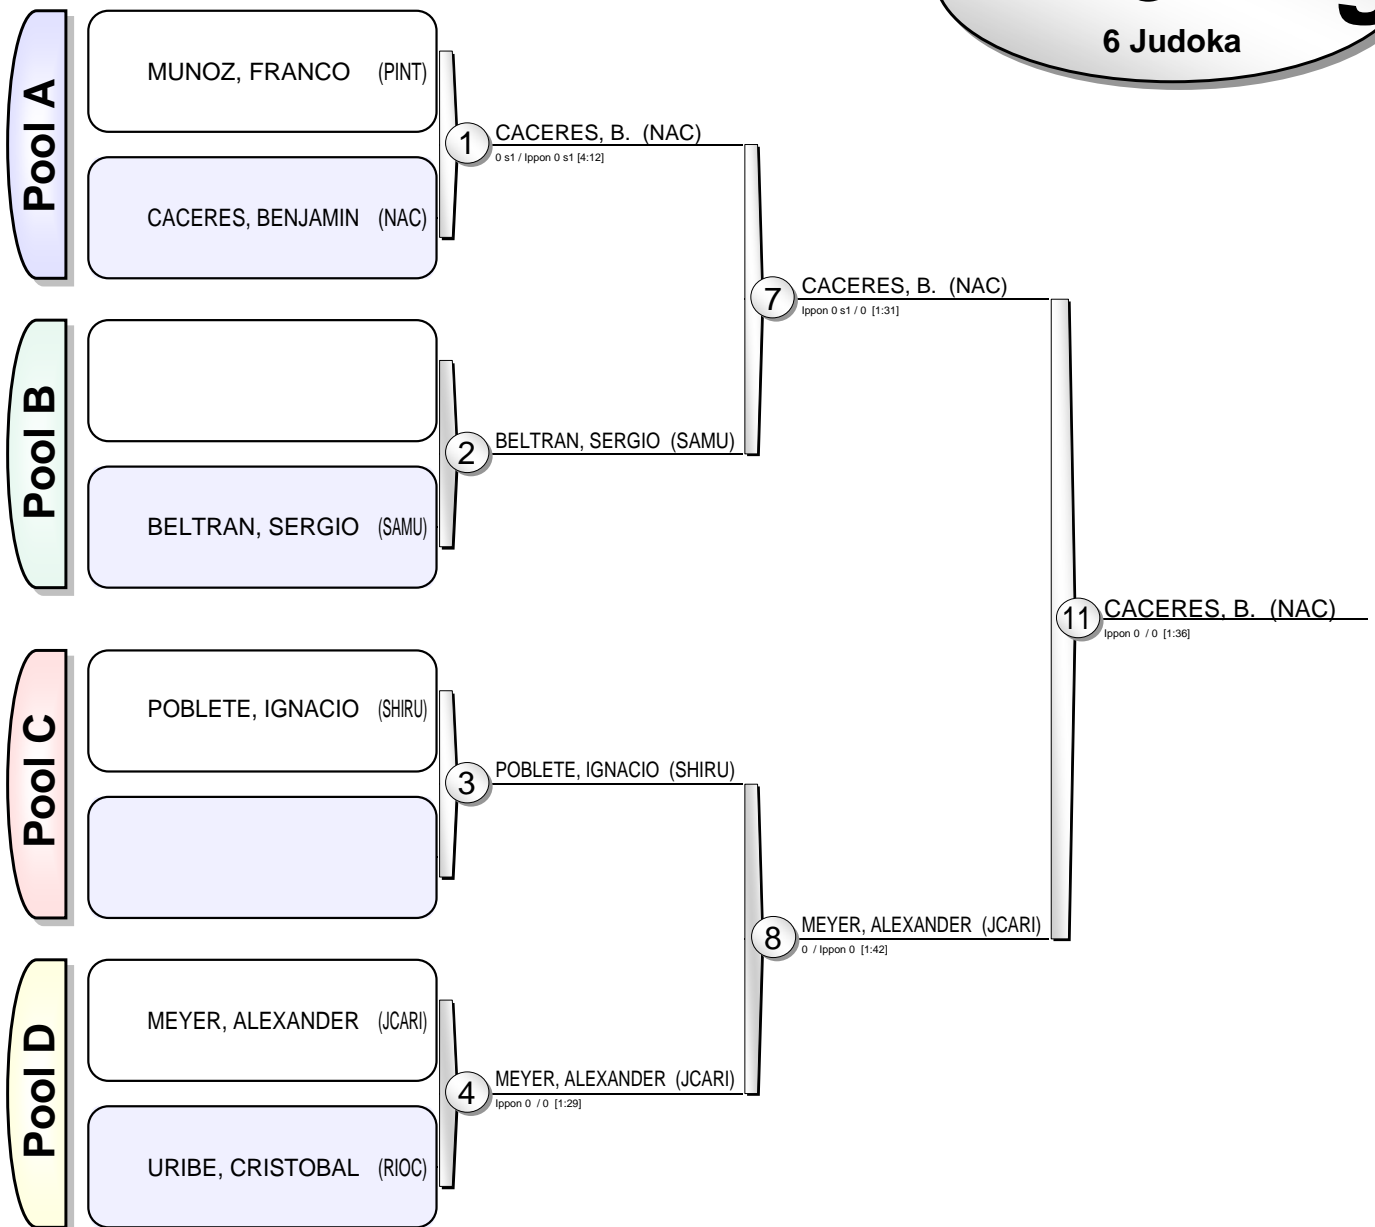 6 Judoka
Pool A
MUNOZ, FRANCO (PINT)
CACERES, BENJAMIN (NAC)
1
CACERES, B. (NAC)
0 s1 / Ippon 0 s1 [4:12]
Pool B
BELTRAN, SERGIO (SAMU)
2
BELTRAN, SERGIO (SAMU)
7
CACERES, B. (NAC)
Ippon 0 s1 / 0 [1:31]
Pool C
POBLETE, IGNACIO (SHIRU)
3
POBLETE, IGNACIO (SHIRU)
Pool D
MEYER, ALEXANDER (JCARI)
URIBE, CRISTOBAL (RIOC)
4
MEYER, ALEXANDER (JCARI)
Ippon 0 / 0 [1:29]
8
MEYER, ALEXANDER (JCARI)
0 / Ippon 0 [1:42]
11
CACERES, B. (NAC)
Ippon 0 / 0 [1:36]